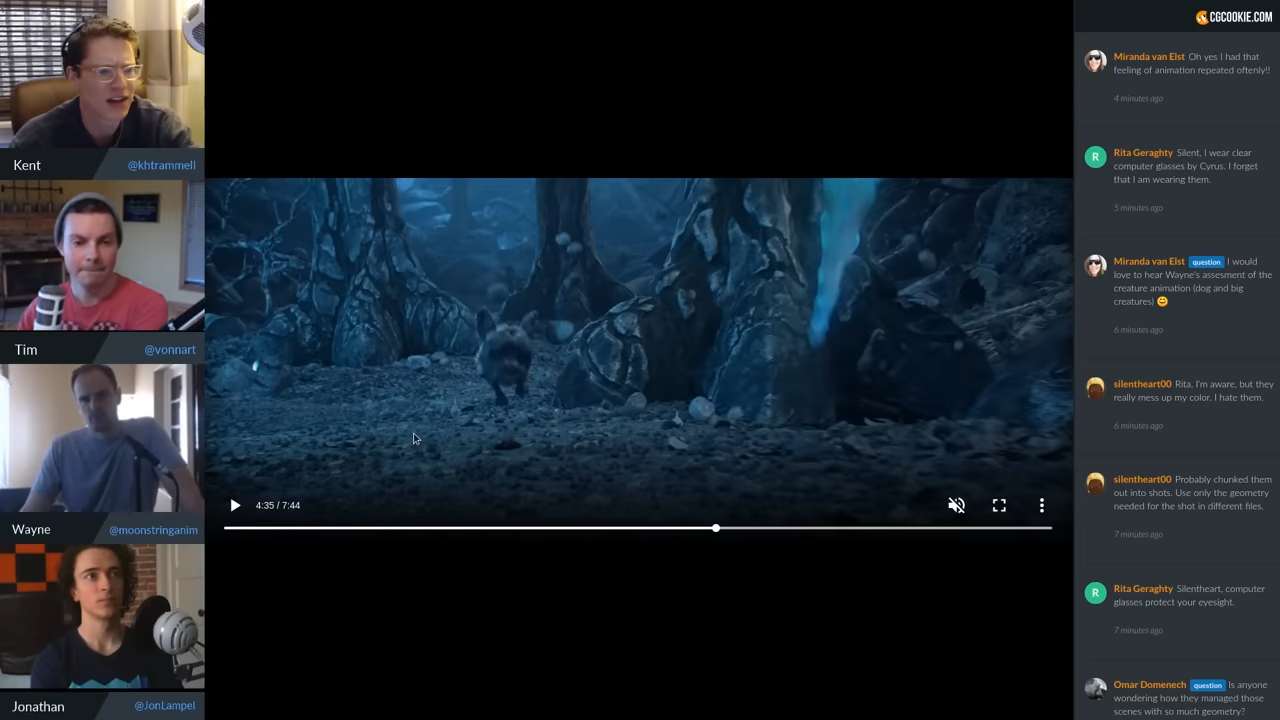 Kent @khtrammell
Tim @vonnart
Wayne @moonstringanim
Jonathan @JonLampel
4:35 / 7:44
CGCOOKIE.COM
Miranda van Elst Oh yes I had that
feeling of animation repeated oftenly!!
4 minutes ago
R
Rita Geraghty Silent, I wear clear
computer glasses by Cyrus. I forget
that I am wearing them.
5 minutes ago
Miranda van Elst question I would
love to hear Wayne's assesment of the
creature animation (dog and big
creatures)
6 minutes ago
silentheart00 Rita, I'm aware, but they
really mess up my color. I hate them.
6 minutes ago
silentheart00 Probably chunked them
out into shots. Use only the geometry
needed for the shot in different files.
7 minutes ago
R
Rita Geraghty Silentheart, computer
glasses protect your eyesight.
7 minutes ago
Omar Domenech question Is anyone
wondering how they managed those
scenes with so much geometry?